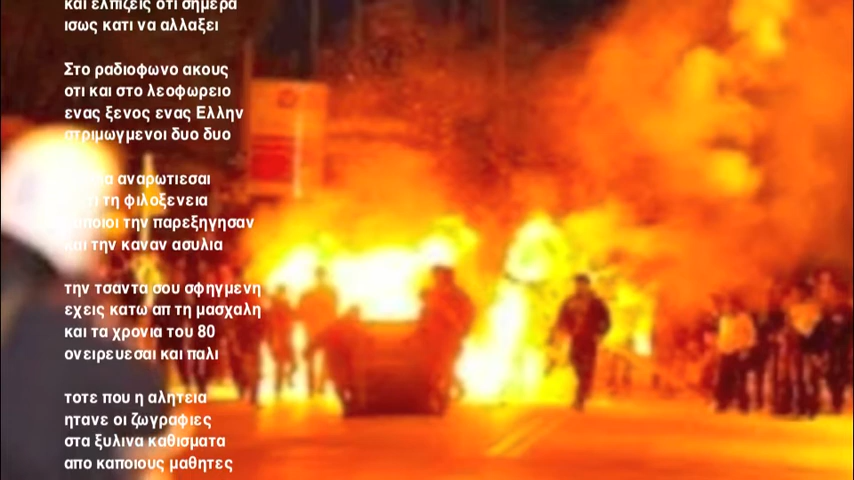 και ελπιζεις οτι σημερα
ισως κατι να αλλαξει
Στο ραδιοφωνο ακους
οτι και στο λεοφωρειο
ενας ξενος ενας Ελλην
στριμωγμενοι δυο δυο
αναρωτιεσαι
τη φιλοξενεια
καποιοι την παρεξηγησαν
και την καναν ασυλια
την τσαντα σου σφηγμενη
εχεις κατω απ τη μασχαλη
και τα χρονια του 80
ονειρευεσαι και παλι
τοτε που η αλητεια
ητανε οι ζωγραφιες
στα ξυλινα καθισματα
απο καποιους μαθητες